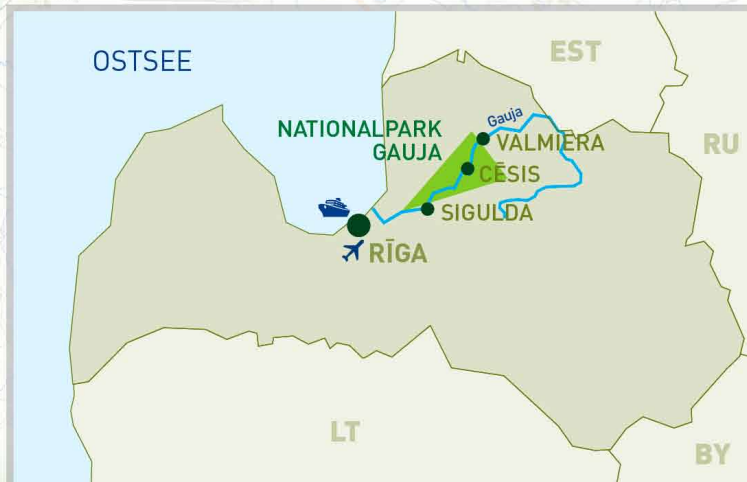 OSTSEE
EST
Gauja
NATIONALPARK
GAUJA
VALMIERA
RU
CĒSIS
SIGULDA
RĪGA
LT
BY